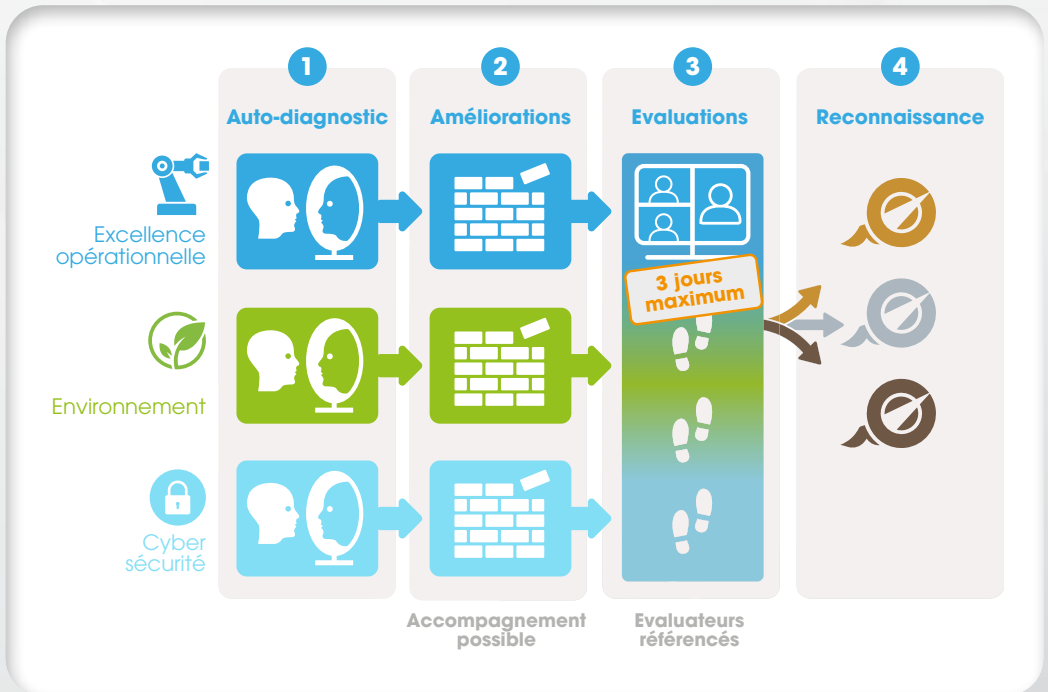 1
2
3
4
Auto-diagnostic
Améliorations
Evaluations
Reconnaissance
Excellence
opérationnelle
3 jours
maximum
Environnement
Cyber
sécurité
Accompagnement
possible
Evaluateurs
référencés